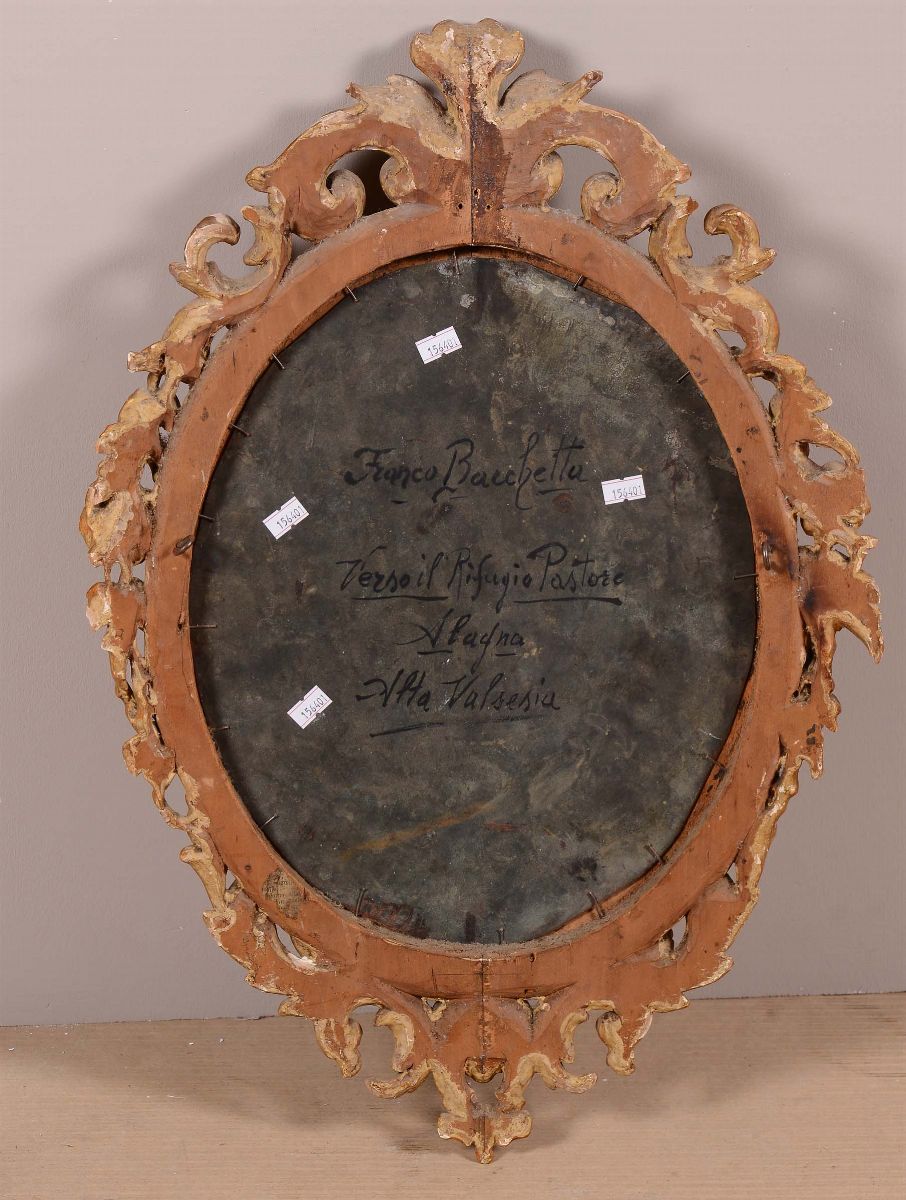 156401
Franco Bacchetta
156401
156401
Verso il Rifugio Pastore
Alagna
Alta Valsesia
156401